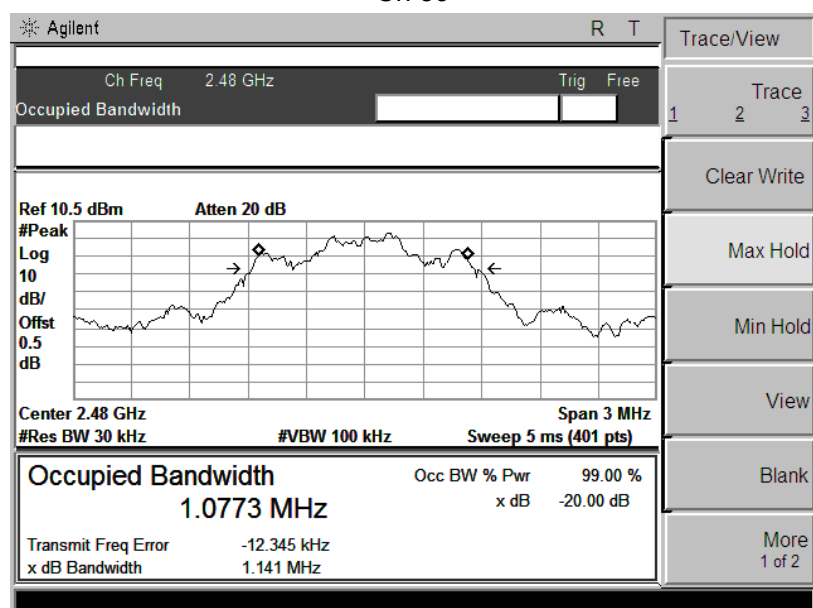 Agilent R T
Trace/View
Ch Freq 2.48 GHz Trig Free
Occupied Bandwidth
Trace
1 2 3
Clear Write
Ref 10.5 dBm Atten 20 dB
#Peak
Log
10
dB/
Offst
0.5
dB
Max Hold
Min Hold
Center 2.48 GHz Span 3 MHz
#Res BW 30 kHz #VBW 100 kHz Sweep 5 ms (401 pts)
View
Occupied Bandwidth Occ BW % Pwr 99.00 %
1.0773 MHz x dB -20.00 dB
Transmit Freq Error -12.345 kHz
x dB Bandwidth 1.141 MHz
Blank
More
1 of 2